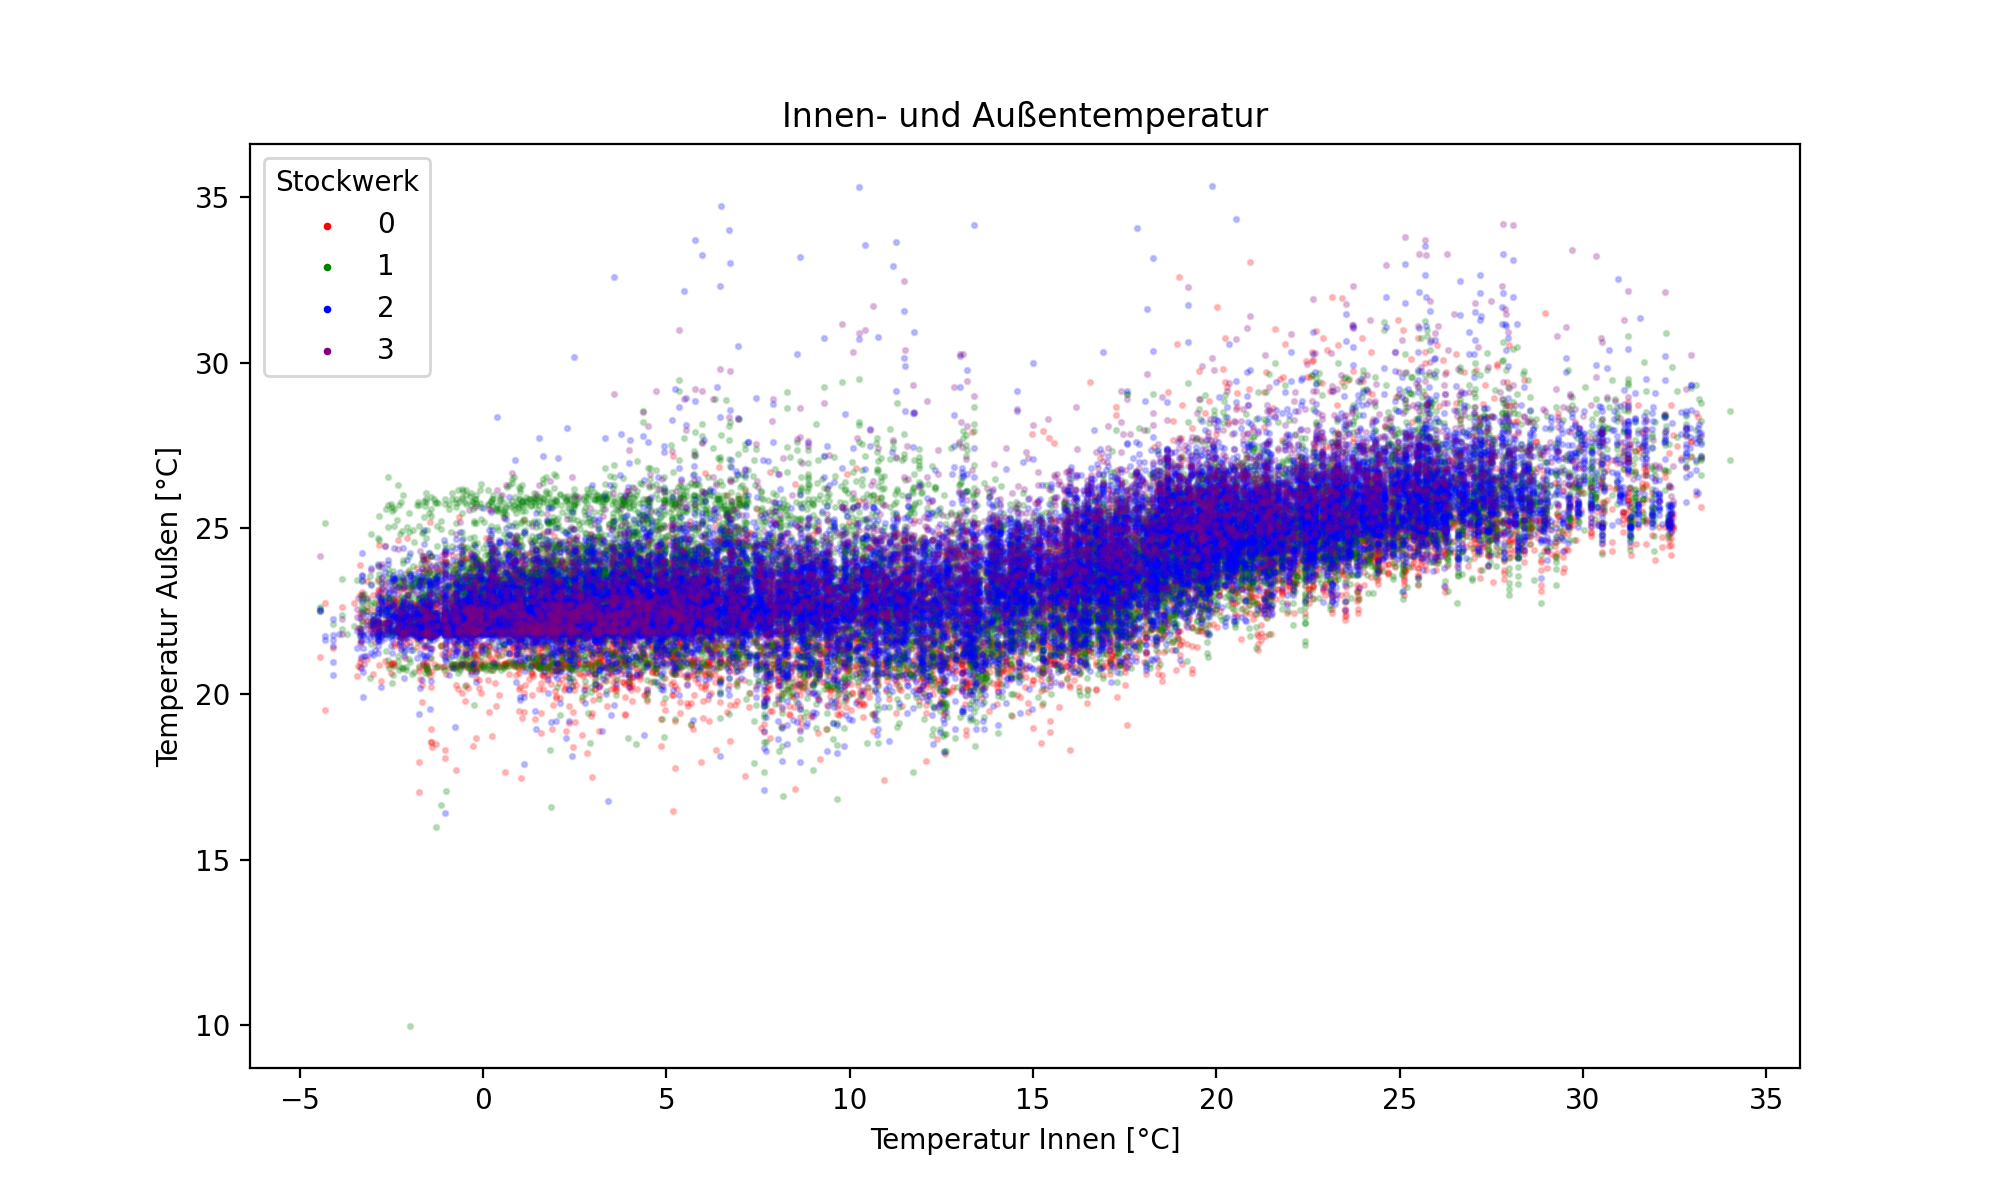 Innen- und Außentemperatur
Stockwerk
0
1
2
3
35
30
25
20
15
10
Temperatur Außen [°C]
−5 0 5 10 15 20 25 30 35
Temperatur Innen [°C]